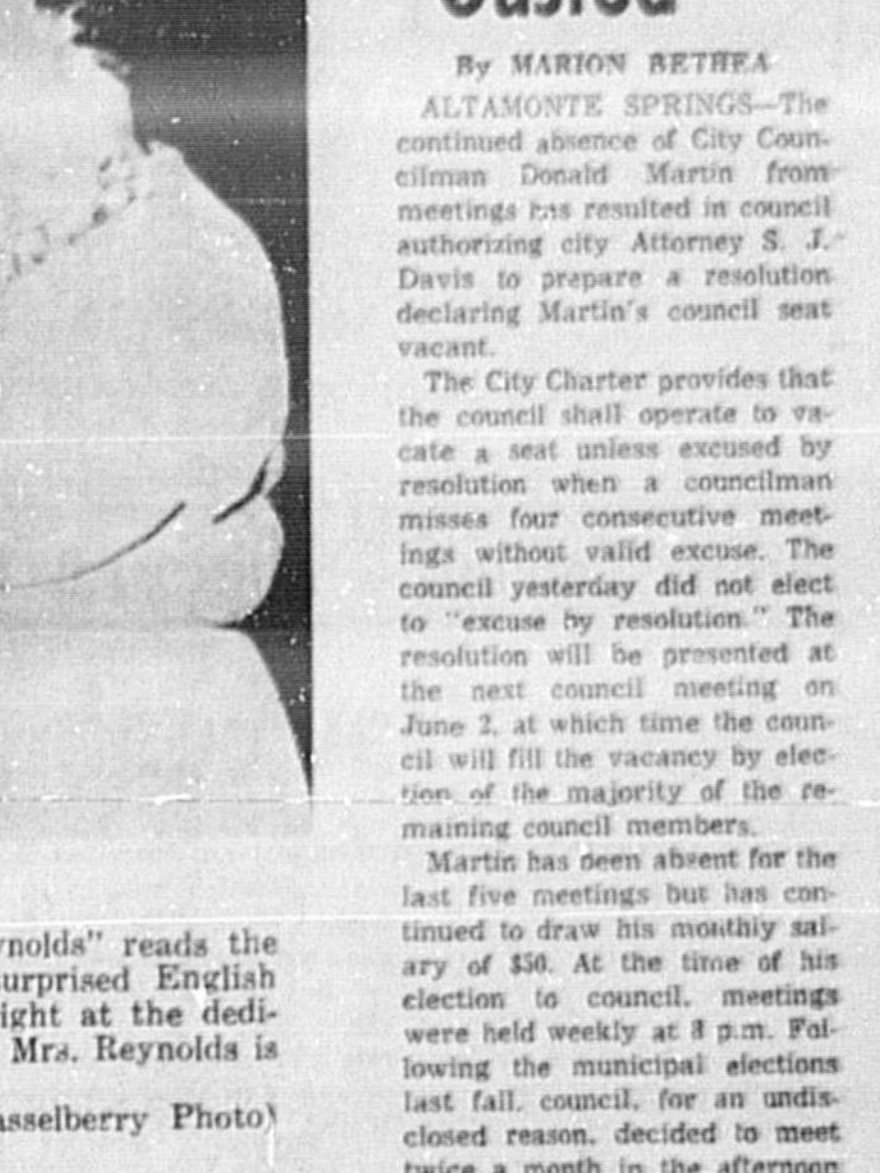 Ousted
By MARION BETHEA
ALTAMONTE SPRINGS—The
continued absence of City Coun-
cilman Donald Martin from
meetings has resulted in council
authorizing city Attorney S. J.
Davis to prepare a resolution
declaring Martin's council seat
vacant.
The City Charter provides that
the council shall operate to va-
cate a seat unless excused by
resolution when a councilman
misses four consecutive meet-
ings without valid excuse. The
council yesterday did not elect
to "excuse by resolution." The
resolution will be presented at
the next council meeting on
June 2, at which time the coun-
cil will fill the vacancy by elec-
tion of the majority of the re-
maining council members.
Martin has been absent for the
last five meetings but has con-
tinued to draw his monthly sal-
ary of $50. At the time of his
election to council, meetings
were held weekly at 8 p.m. Fol-
lowing the municipal elections
last fall, council, for an undis-
closed reason, decided to meet
twice a month in the afternoon
ynolds" reads the
surprised English
ight at the dedi-
Mrs. Reynolds is
asselberry Photo)